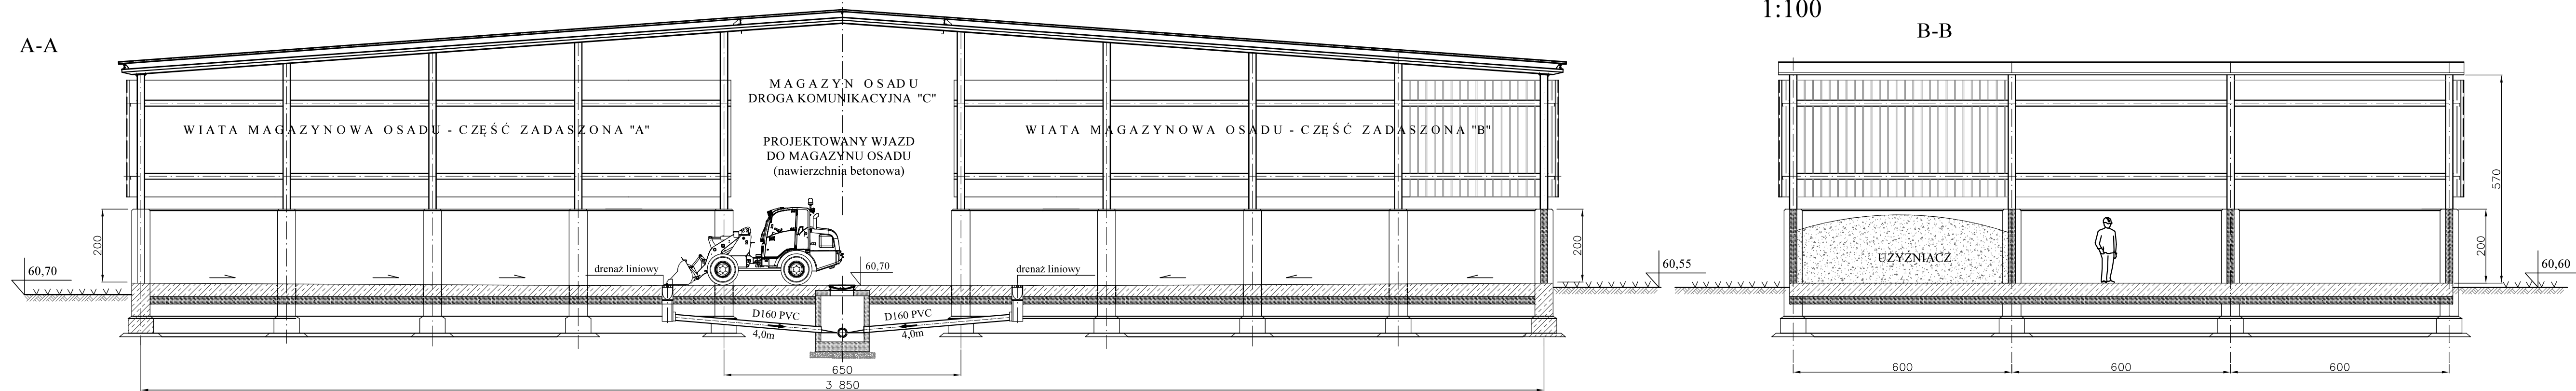 A-A
MAGAZYN OSADU
DROGA KOMUNIKACYJNA "C"
WIATA MAGAZYNOWA OSADU - CZĘŚĆ ZADASZONA "A"
PROJEKTOWANY WJAZD
DO MAGAZYNU OSADU
(nawierzchnia betonowa)
WIATA MAGAZYNOWA OSADU - CZĘŚĆ ZADASZONA "B"
200
60,70
drenaż liniowy
60,70
drenaż liniowy
200
60,55
D160 PVC
4,0m
D160 PVC
4,0m
650
3 850
1:100
B-B
570
200
UŻYŹNIACZ
60,60
600
600
600